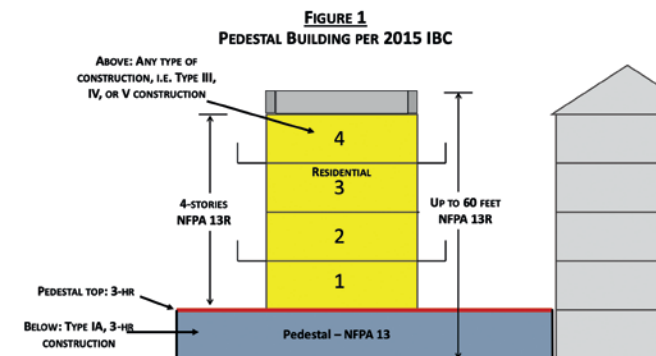 FIGURE 1
PEDESTAL BUILDING PER 2015 IBC
ABOVE: ANY TYPE OF
CONSTRUCTION, I.E. TYPE III,
IV, OR V CONSTRUCTION
4
RESIDENTIAL
3
4-STORIES
NFPA 13R
UP TO 60 FEET
NFPA 13R
2
1
PEDESTAL TOP: 3-HR
BELOW: TYPE IA, 3-HR
CONSTRUCTION
Pedestal – NFPA 13